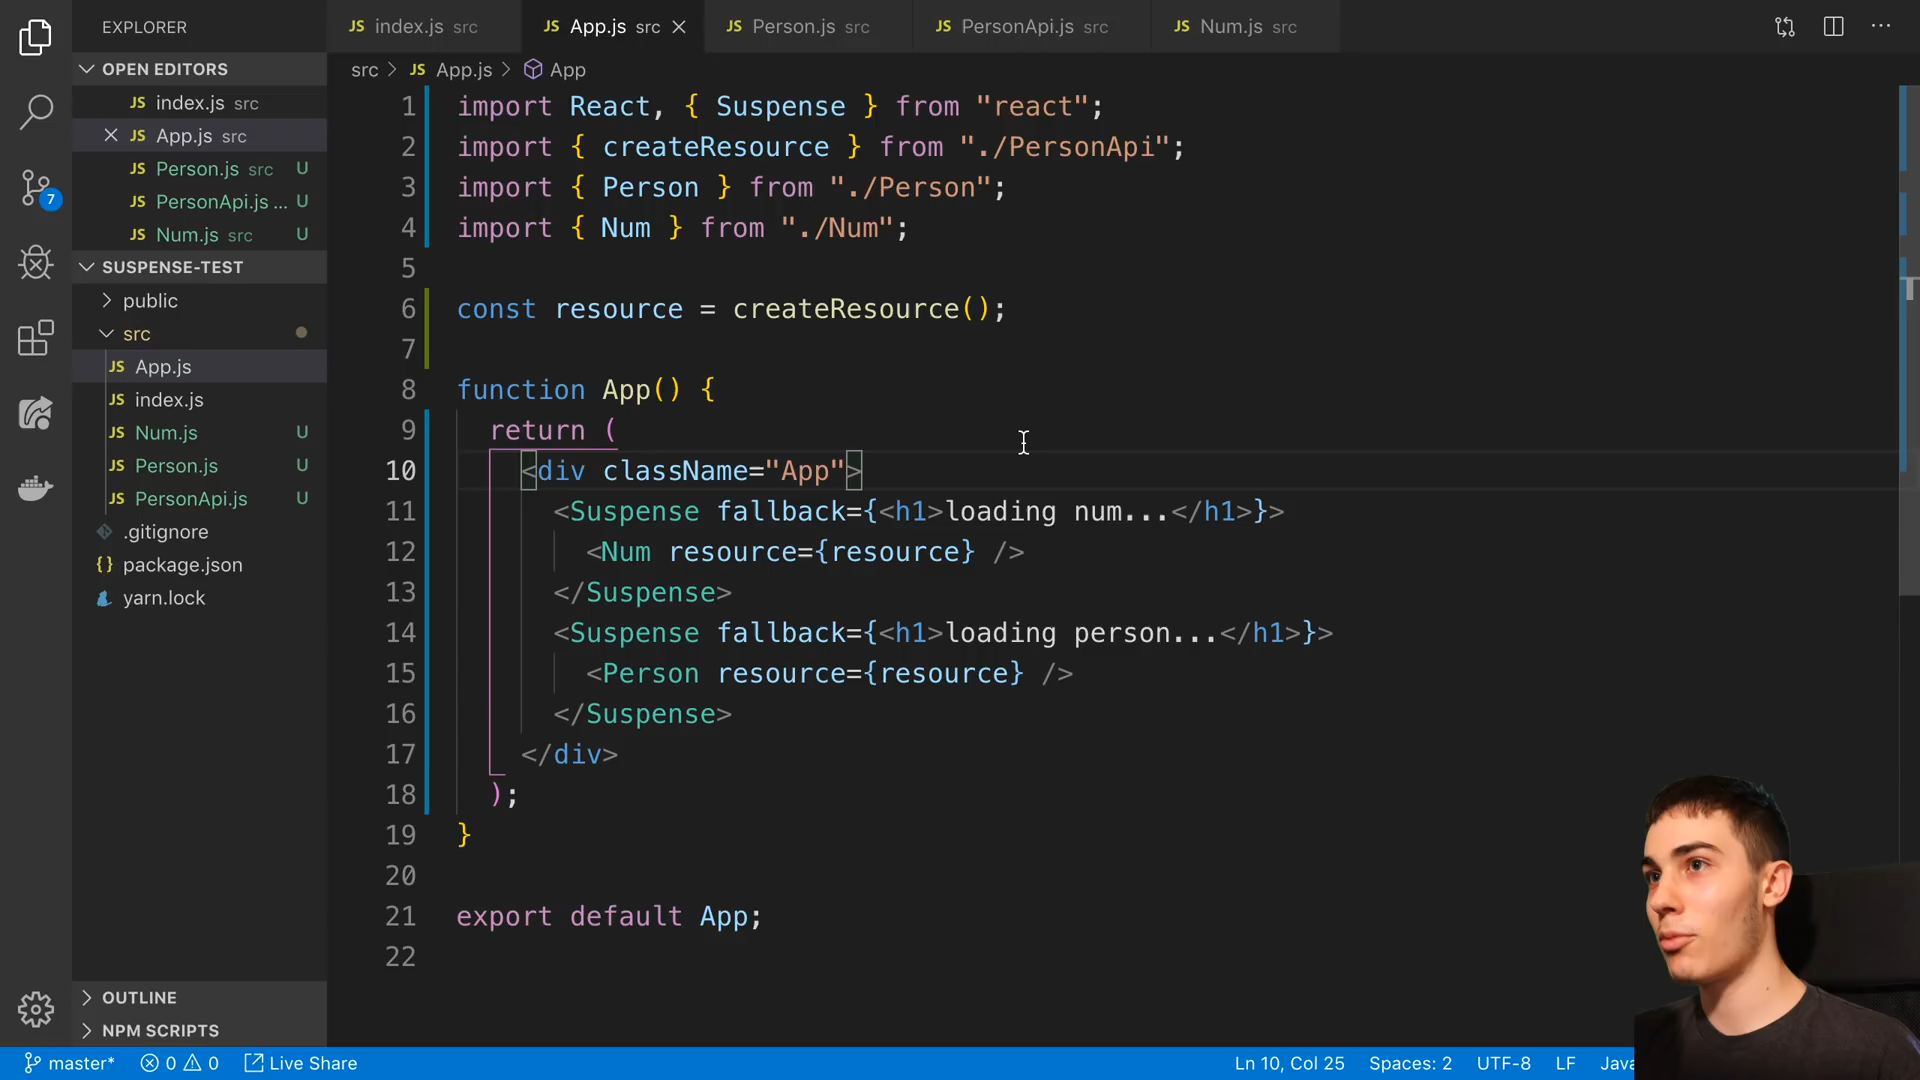 EXPLORER
OPEN EDITORS
JS index.js src
JS App.js src
JS Person.js src U
JS PersonApi.js ... U
JS Num.js src U
SUSPENSE-TEST
public
src
JS App.js
JS index.js
JS Num.js U
JS Person.js U
JS PersonApi.js U
.gitignore
{} package.json
yarn.lock
OUTLINE
NPM SCRIPTS
7
JS index.js src
JS App.js src
JS Person.js src
JS PersonApi.js src
JS Num.js src
src > JS App.js > App
1 import React, { Suspense } from "react";
2 import { createResource } from "./PersonApi";
3 import { Person } from "./Person";
4 import { Num } from "./Num";
5
6 const resource = createResource();
7
8 function App() {
9 return (
10 <div className="App">
11 <Suspense fallback={<h1>loading num...</h1>}>
12 <Num resource={resource} />
13 </Suspense>
14 <Suspense fallback={<h1>loading person...</h1>}>
15 <Person resource={resource} />
16 </Suspense>
17 </div>
18 );
19 }
20
21 export default App;
22
master* 0 0 Live Share
Ln 10, Col 25 Spaces: 2 UTF-8 LF Java